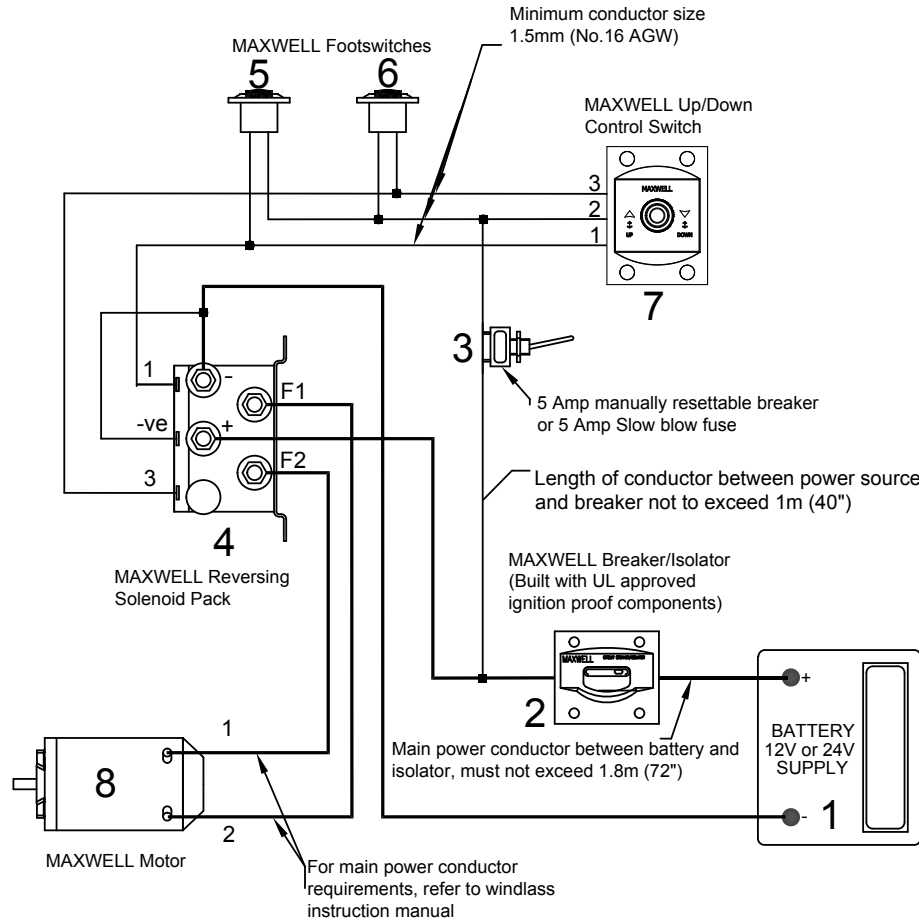 Minimum conductor size
1.5mm (No.16 AGW)
MAXWELL Footswitches
5
6
MAXWELL Up/Down
Control Switch
3
2
1
MAXWELL
UP
DOWN
7
3
5 Amp manually resettable breaker
or 5 Amp Slow blow fuse
1
-
F1
-ve
+
F2
3
4
MAXWELL Reversing
Solenoid Pack
Length of conductor between power source
and breaker not to exceed 1m (40")
MAXWELL Breaker/Isolator
(Built with UL approved
ignition proof components)
MAXWELL
2
+
BATTERY
12V or 24V
SUPPLY
-
1
Main power conductor between battery and
isolator, must not exceed 1.8m (72")
1
8
2
MAXWELL Motor
For main power conductor
requirements, refer to windlass
instruction manual